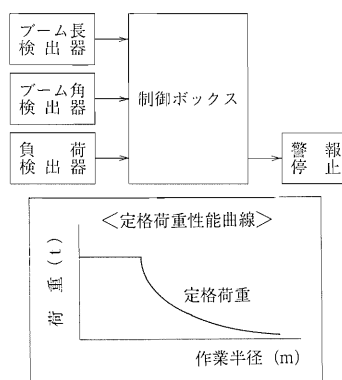 ブーム長
検出器
ブーム角
検出器
負荷
検出器
制御ボックス
警報
停止
＜定格荷重性能曲線＞
荷重(t)
定格荷重
作業半径(m)